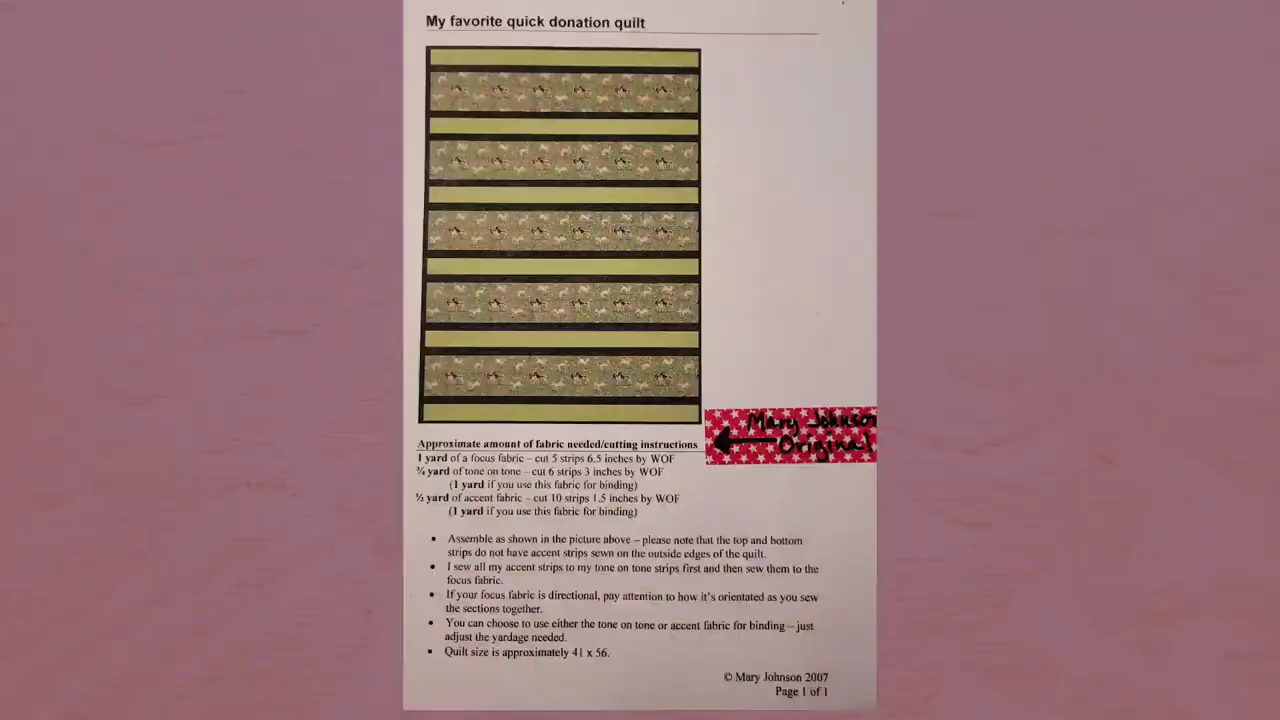 My favorite quick donation quilt
Mary Johnson
Original
Approximate amount of fabric needed/cutting instructions
1 yard of a focus fabric – cut 5 strips 6.5 inches by WOF
¾ yard of tone on tone – cut 6 strips 3 inches by WOF
(1 yard if you use this fabric for binding)
½ yard of accent fabric – cut 10 strips 1.5 inches by WOF
(1 yard if you use this fabric for binding)
• Assemble as shown in the picture above – please note that the top and bottom
strips do not have accent strips sewn on the outside edges of the quilt.
• I sew all my accent strips to my tone on tone strips first and then sew them to the
focus fabric.
• If your focus fabric is directional, pay attention to how it's orientated as you sew
the sections together.
• You can choose to use either the tone on tone or accent fabric for binding – just
adjust the yardage needed.
• Quilt size is approximately 41 x 56.
© Mary Johnson 2007
Page 1 of 1